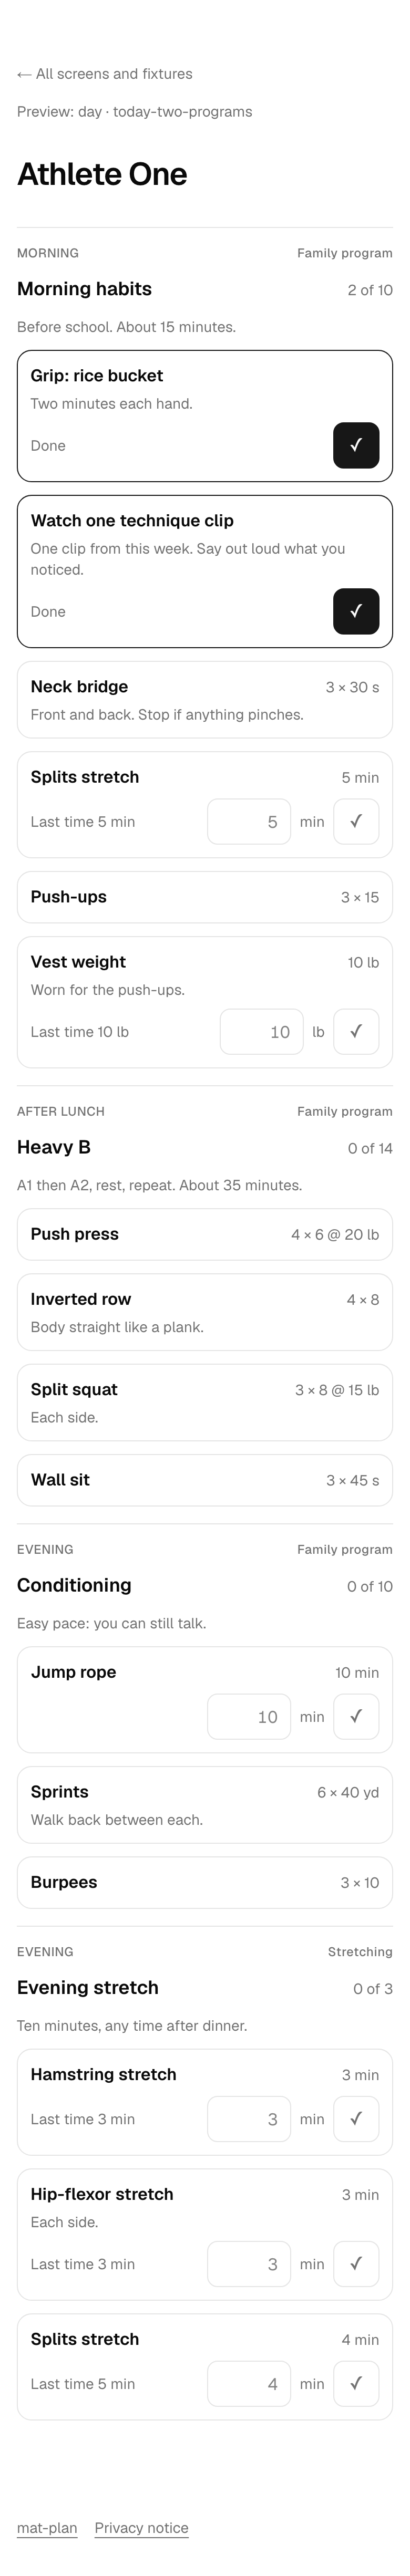 ← All screens and fixtures
Preview: day · today-two-programs
Athlete One
MORNING Family program
Morning habits 2 of 10
Before school. About 15 minutes.
Grip: rice bucket
Two minutes each hand.
Done ✓
Watch one technique clip
One clip from this week. Say out loud what you
noticed.
Done ✓
Neck bridge 3 × 30 s
Front and back. Stop if anything pinches.
Splits stretch 5 min
Last time 5 min 5 min ✓
Push-ups 3 × 15
Vest weight 10 lb
Worn for the push-ups.
Last time 10 lb 10 lb ✓
AFTER LUNCH Family program
Heavy B 0 of 14
A1 then A2, rest, repeat. About 35 minutes.
Push press 4 × 6 @ 20 lb
Inverted row 4 × 8
Body straight like a plank.
Split squat 3 × 8 @ 15 lb
Each side.
Wall sit 3 × 45 s
EVENING Family program
Conditioning 0 of 10
Easy pace: you can still talk.
Jump rope 10 min
10 min ✓
Sprints 6 × 40 yd
Walk back between each.
Burpees 3 × 10
EVENING Stretching
Evening stretch 0 of 3
Ten minutes, any time after dinner.
Hamstring stretch 3 min
Last time 3 min 3 min ✓
Hip-flexor stretch 3 min
Each side.
Last time 3 min 3 min ✓
Splits stretch 4 min
Last time 5 min 4 min ✓
mat-plan Privacy notice